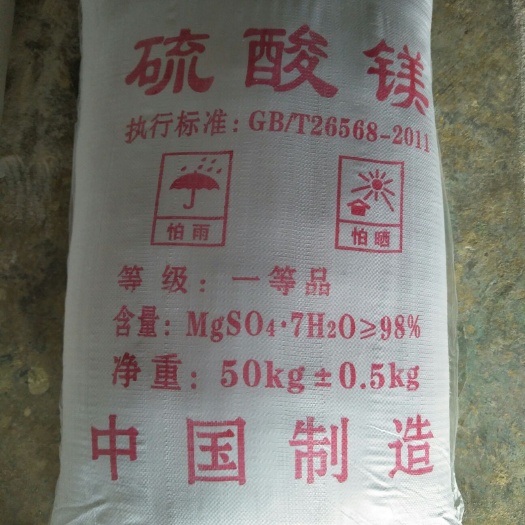 硫酸镁
执行标准：GB/T26568-2011
怕雨 怕晒
等级：一等品
含量：MgSO4·7H2O≥98%
净重：50kg±0.5kg
中国制造